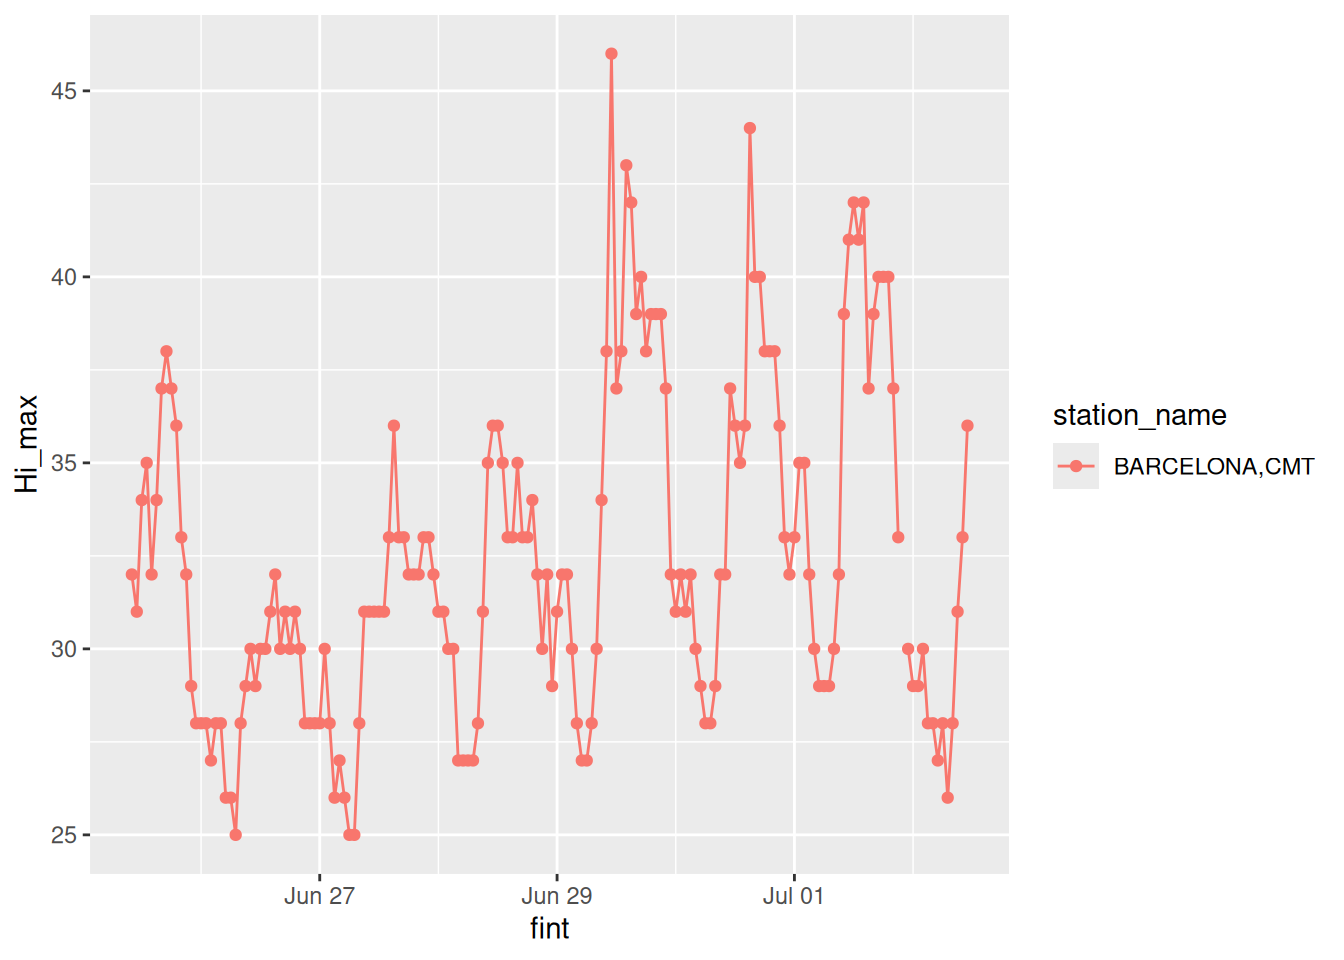 45
40
35
30
25
Hi_max
Jun 27
Jun 29
Jul 01
fint
station_name
BARCELONA,CMT